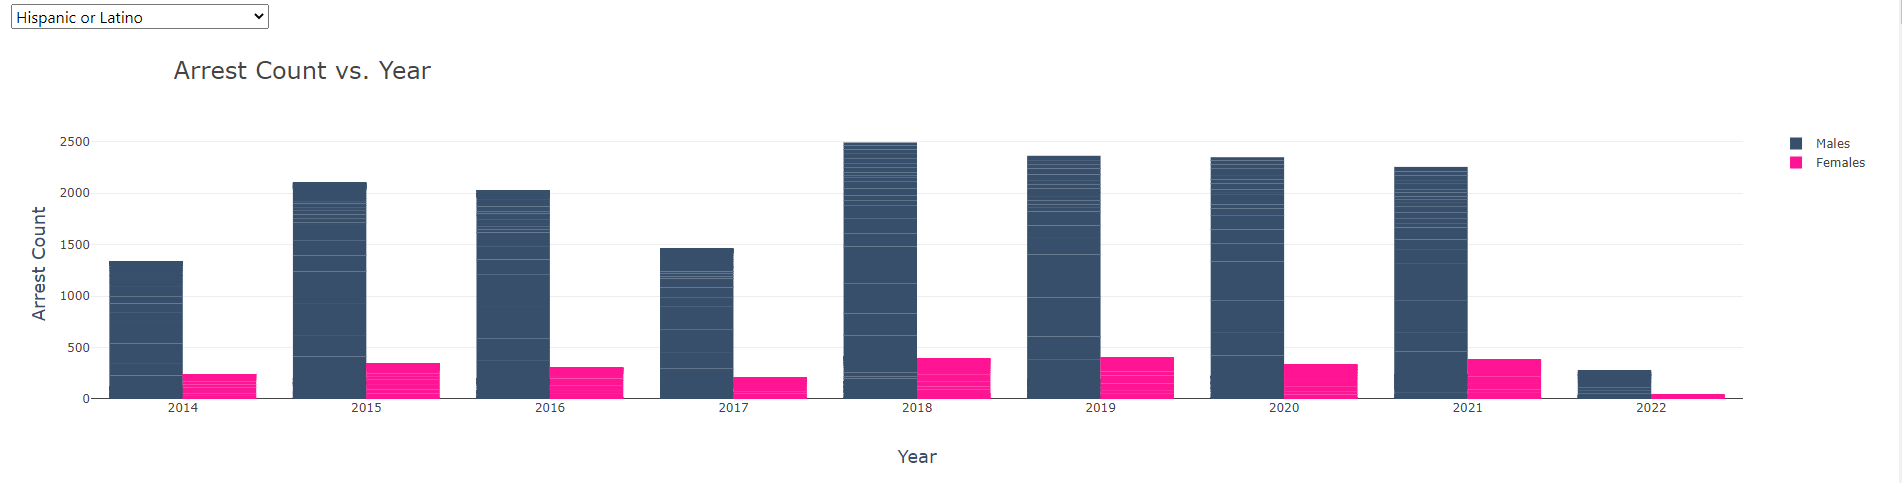 Hispanic or Latino
Arrest Count vs. Year
2500
2000
1500
1000
500
0
Arrest Count
2014 2015 2016 2017 2018 2019 2020 2021 2022
Year
Males
Females